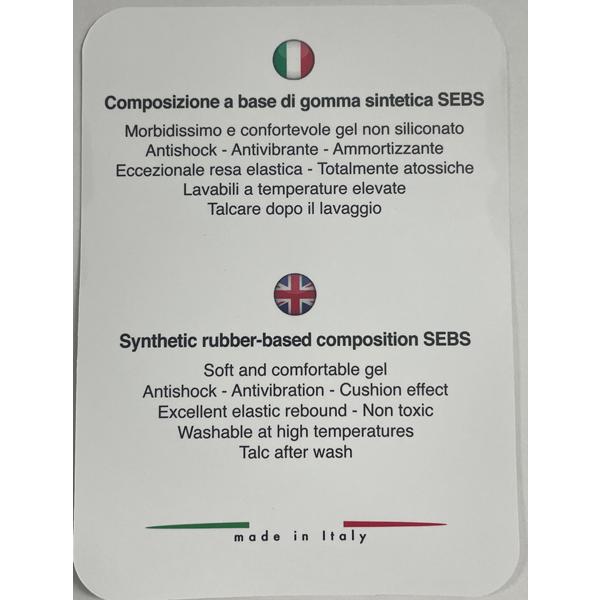 Composizione a base di gomma sintetica SEBS
Morbidissimo e confortevole gel non siliconato
Antishock - Antivibrante - Ammortizzante
Eccezionale resa elastica - Totalmente atossiche
Lavabili a temperature elevate
Talcare dopo il lavaggio
Synthetic rubber-based composition SEBS
Soft and comfortable gel
Antishock - Antivibration - Cushion effect
Excellent elastic rebound - Non toxic
Washable at high temperatures
Talc after wash
made in Italy